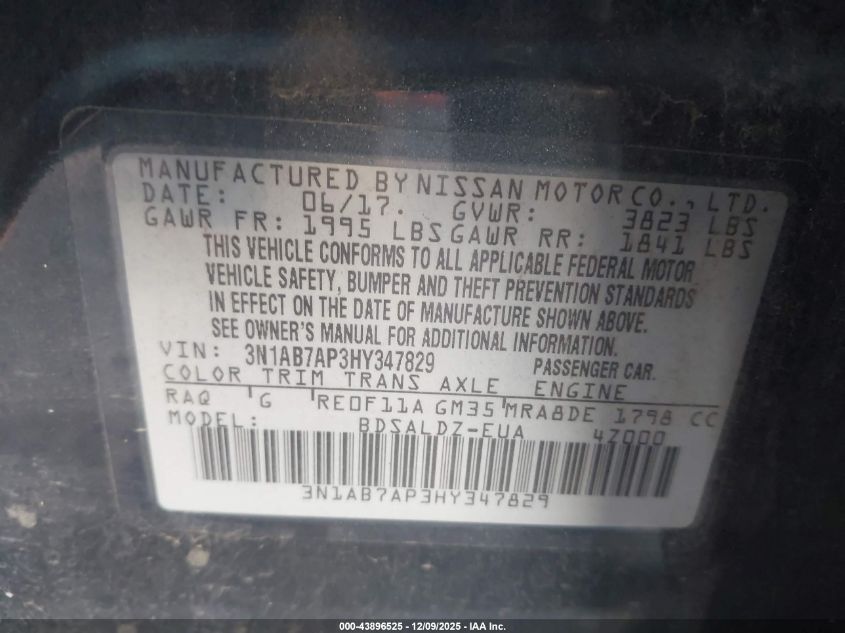 MANUFACTURED BY NISSAN MOTOR CO., LTD.
DATE: 06/17. GVWR: 3823 LBS
GAWR FR: 1995 LBS GAWR RR: 1841 LBS
THIS VEHICLE CONFORMS TO ALL APPLICABLE FEDERAL MOTOR
VEHICLE SAFETY, BUMPER AND THEFT PREVENTION STANDARDS
IN EFFECT ON THE DATE OF MANUFACTURE SHOWN ABOVE.
SEE OWNER'S MANUAL FOR ADDITIONAL INFORMATION.
VIN: 3N1AB7AP3HY347829 PASSENGER CAR.
COLOR TRIM TRANS AXLE ENGINE
RAQ G RE0F11A GM35 MRA8DE 1798 CC
MODEL: BDSALDZ-EUA 4Z000
3N1AB7AP3HY347829
000-43896525 | 12/09/2025 - IAA Inc.